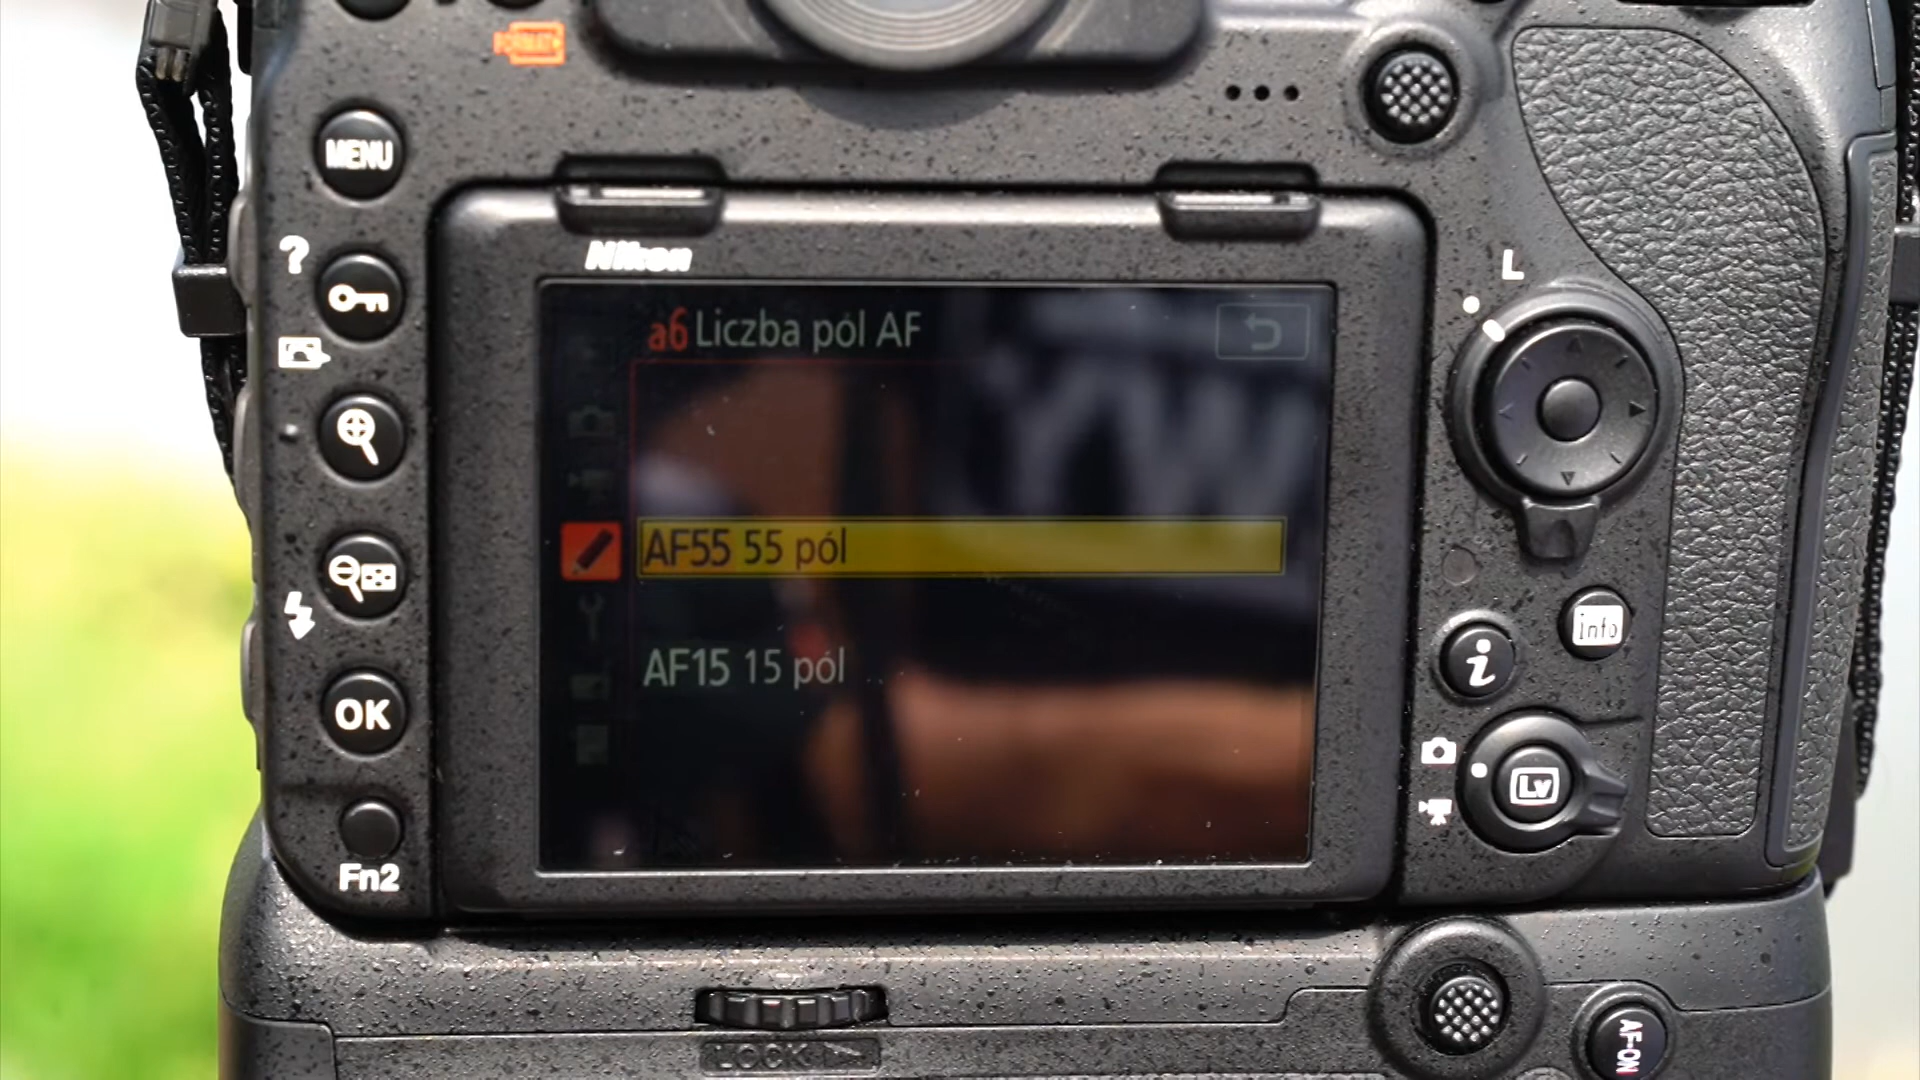 FORMAT
MENU
Nikon
?
L
a6 Liczba pól AF
AF55 55 pól
AF15 15 pól
info
i
OK
Lv
Fn2
LOCK
AF-ON